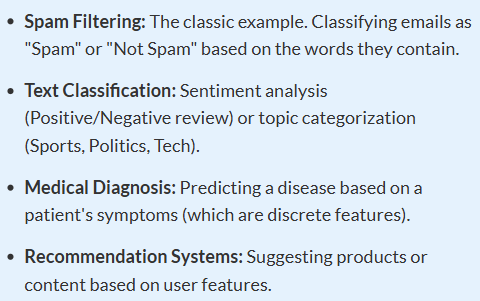 • Spam Filtering: The classic example. Classifying emails as
"Spam" or "Not Spam" based on the words they contain.
• Text Classification: Sentiment analysis
(Positive/Negative review) or topic categorization
(Sports, Politics, Tech).
• Medical Diagnosis: Predicting a disease based on a
patient's symptoms (which are discrete features).
• Recommendation Systems: Suggesting products or
content based on user features.